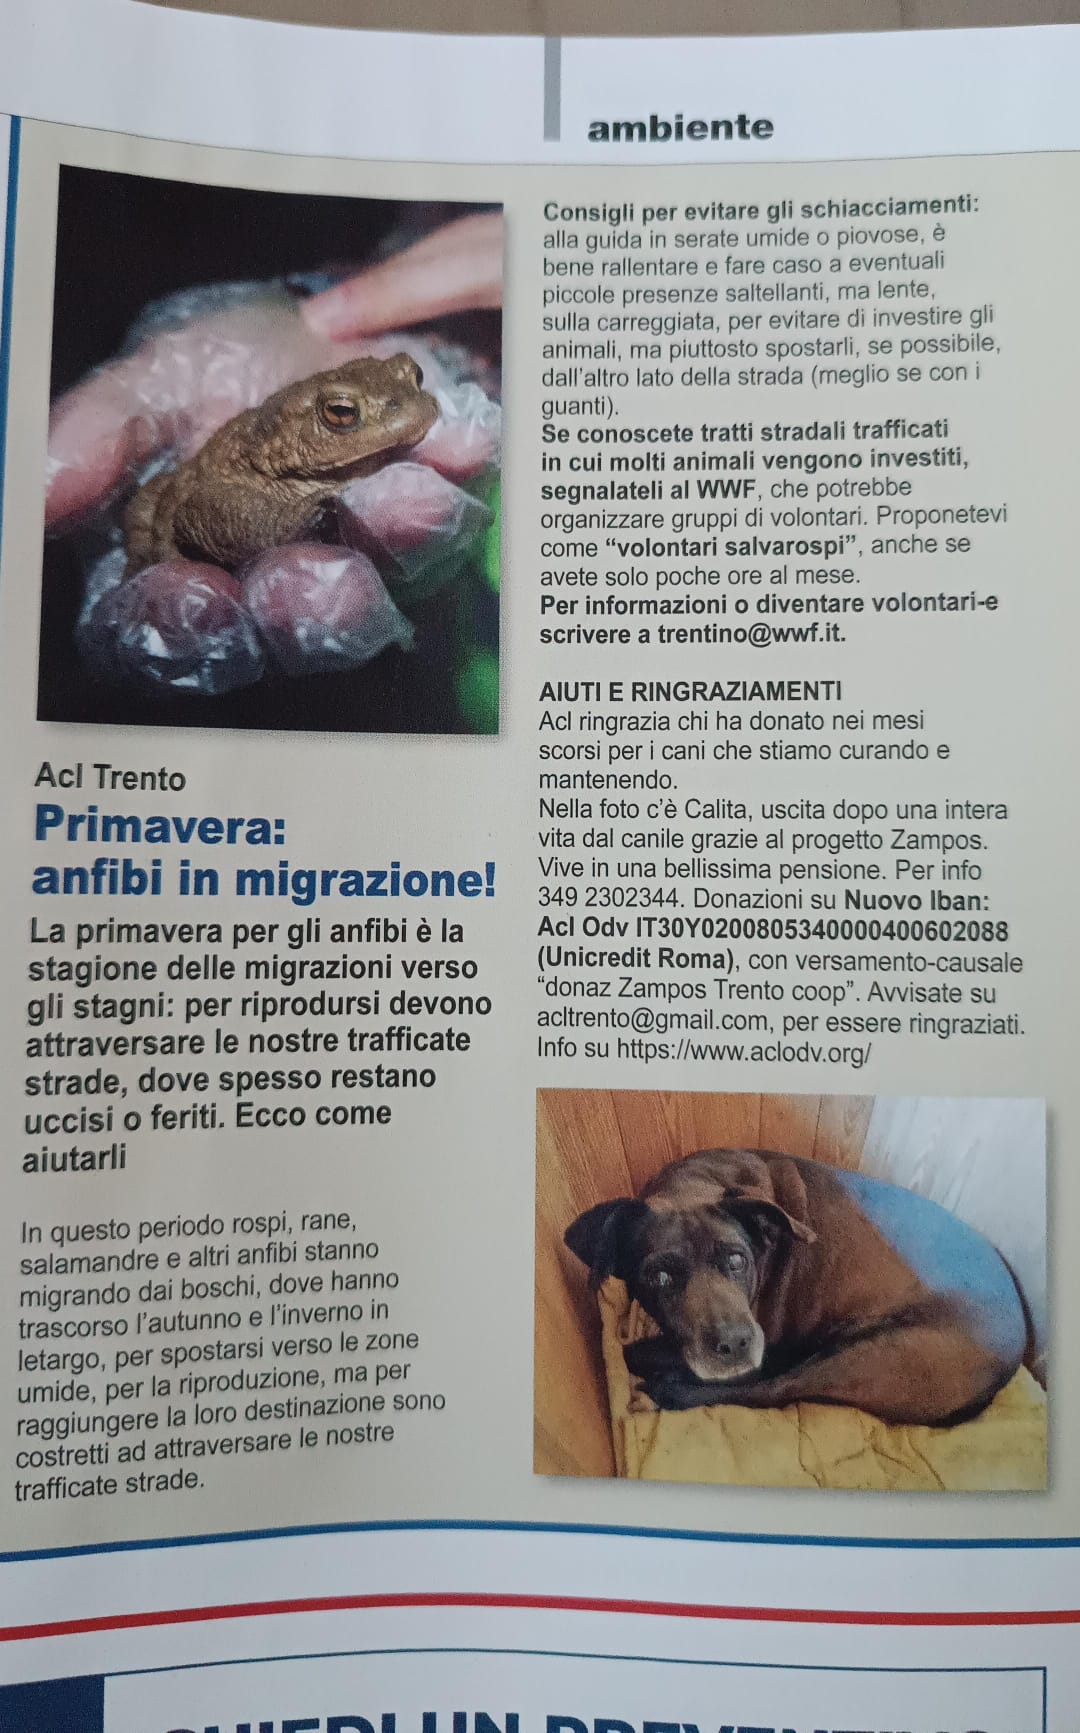 ambiente
Acl Trento
Primavera:
anfibi in migrazione!
La primavera per gli anfibi è la
stagione delle migrazioni verso
gli stagni: per riprodursi devono
attraversare le nostre trafficate
strade, dove spesso restano
uccisi o feriti. Ecco come
aiutarli
In questo periodo rospi, rane,
salamandre e altri anfibi stanno
migrando dai boschi, dove hanno
trascorso l'autunno e l'inverno in
letargo, per spostarsi verso le zone
umide, per la riproduzione, ma per
raggiungere la loro destinazione sono
costretti ad attraversare le nostre
trafficate strade.
Consigli per evitare gli schiacciamenti:
alla guida in serate umide o piovose, è
bene rallentare e fare caso a eventuali
piccole presenze saltellanti, ma lente,
sulla carreggiata, per evitare di investire gli
animali, ma piuttosto spostarli, se possibile,
dall'altro lato della strada (meglio se con i
guanti).
Se conoscete tratti stradali trafficati
in cui molti animali vengono investiti,
segnalateli al WWF, che potrebbe
organizzare gruppi di volontari. Proponetevi
come “volontari salvarospi”, anche se
avete solo poche ore al mese.
Per informazioni o diventare volontari-e
scrivere a trentino@wwf.it.
AIUTI E RINGRAZIAMENTI
Acl ringrazia chi ha donato nei mesi
scorsi per i cani che stiamo curando e
mantenendo.
Nella foto c'è Calita, uscita dopo una intera
vita dal canile grazie al progetto Zampos.
Vive in una bellissima pensione. Per info
349 2302344. Donazioni su Nuovo Iban:
Acl Odv IT30Y0200805340000400602088
(Unicredit Roma), con versamento-causale
“donaz Zampos Trento coop”. Avvisate su
acltrento@gmail.com, per essere ringraziati.
Info su https://www.aclodv.org/
UN